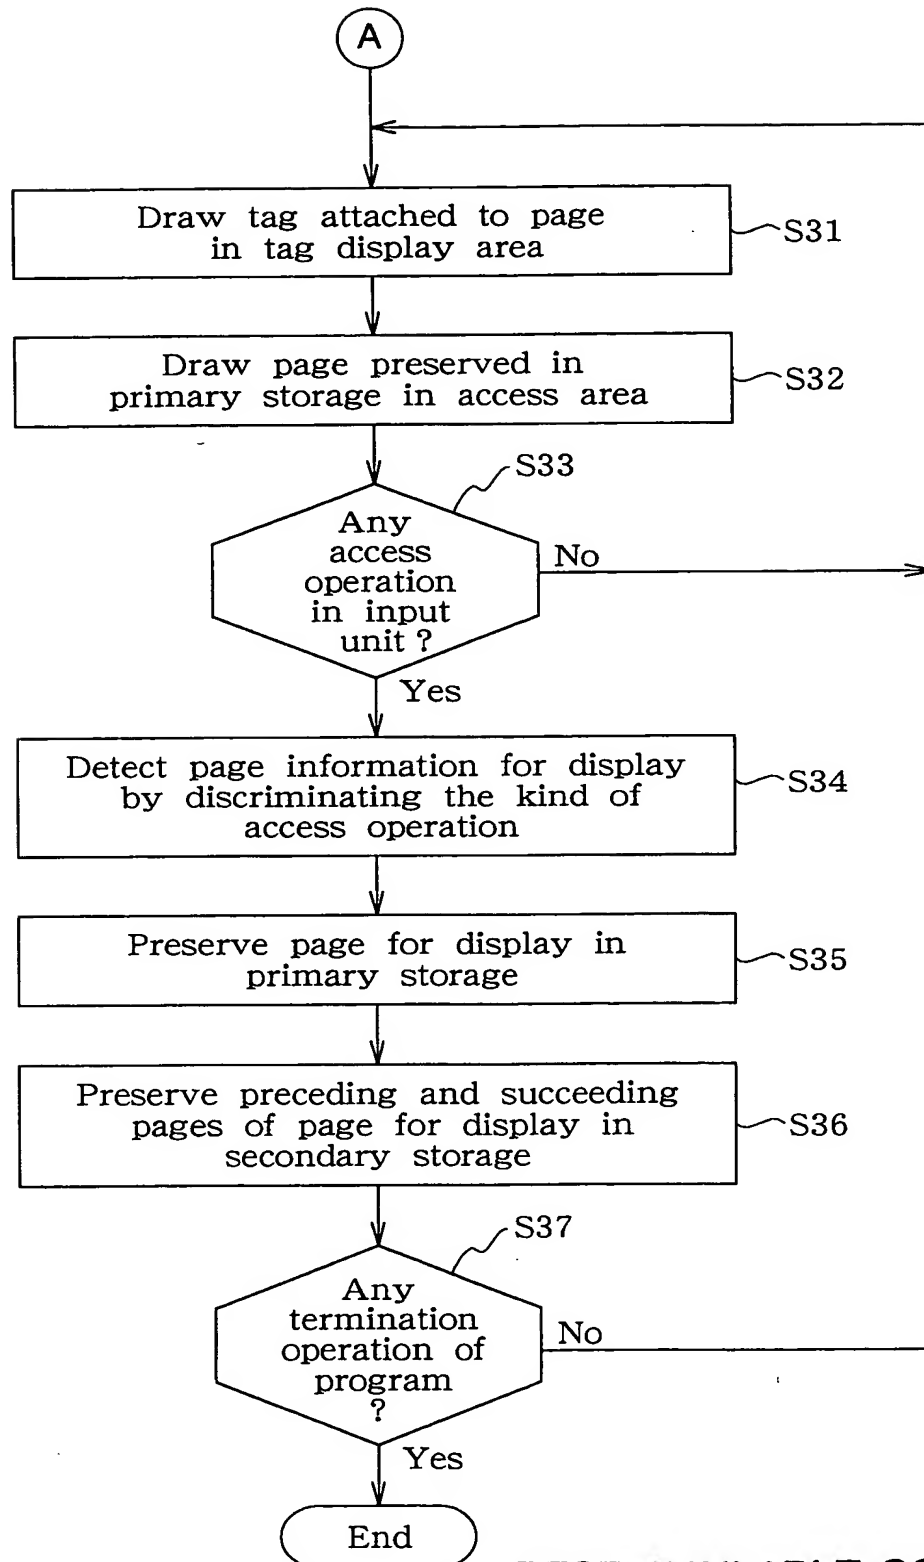 A
Draw tag attached to page
in tag display area
S31
Draw page preserved in
primary storage in access area
S32
S33
Any
access
operation
in input
unit ?
No
Yes
Detect page information for display
by discriminating the kind of
access operation
S34
Preserve page for display in
primary storage
S35
Preserve preceding and succeeding
pages of page for display in
secondary storage
S36
S37
Any
termination
operation of
program
?
No
Yes
End